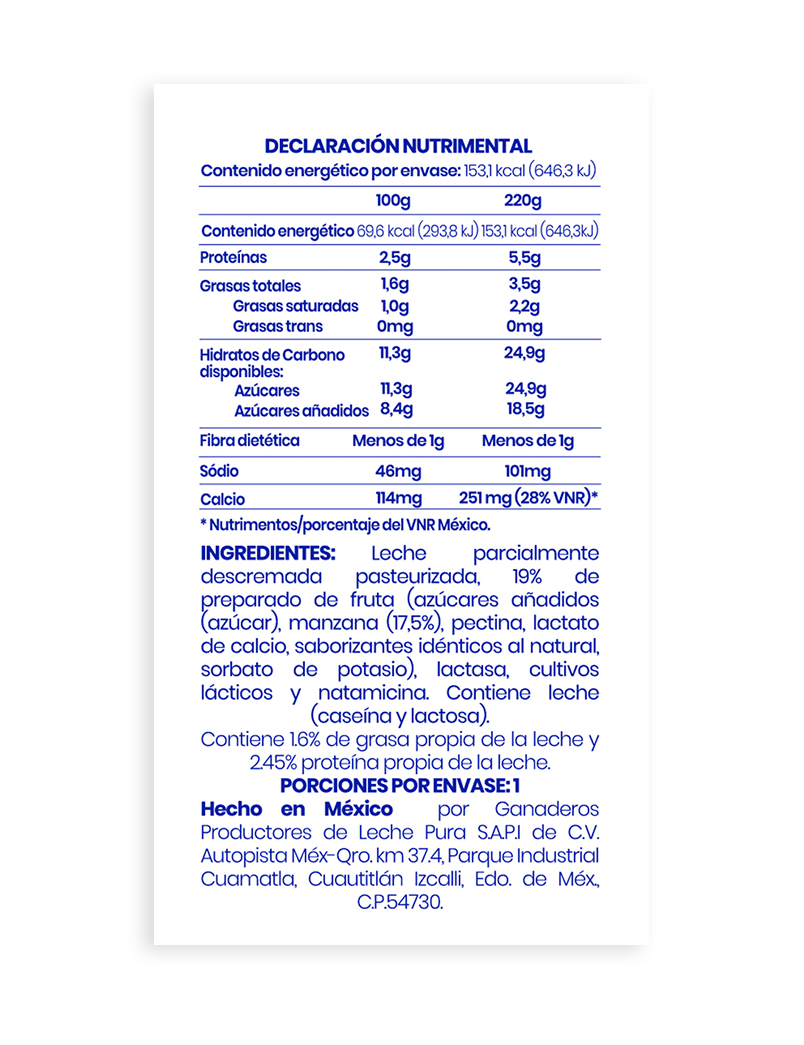 DECLARACIÓN NUTRIMENTAL
Contenido energético por envase: 153,1 kcal (646,3 kJ)
100g 220g
Contenido energético 69,6 kcal (293,8 kJ) 153,1 kcal (646,3kJ)
Proteínas 2,5g 5,5g
Grasas totales 1,6g 3,5g
Grasas saturadas 1,0g 2,2g
Grasas trans 0mg 0mg
Hidratos de Carbono 11,3g 24,9g
disponibles:
Azúcares 11,3g 24,9g
Azúcares añadidos 8,4g 18,5g
Fibra dietética Menos de 1g Menos de 1g
Sódio 46mg 101mg
Calcio 114mg 251 mg (28% VNR)*
* Nutrimentos/porcentaje del VNR México.
INGREDIENTES: Leche parcialmente
descremada pasteurizada, 19% de
preparado de fruta (azúcares añadidos
(azúcar), manzana (17,5%), pectina, lactato
de calcio, saborizantes idénticos al natural,
sorbato de potasio), lactasa, cultivos
lácticos y natamicina. Contiene leche
(caseína y lactosa).
Contiene 1.6% de grasa propia de la leche y
2.45% proteína propia de la leche.
PORCIONES POR ENVASE: 1
Hecho en México por Ganaderos
Productores de Leche Pura S.A.P.I de C.V.
Autopista Méx-Qro. km 37.4, Parque Industrial
Cuamatla, Cuautitlán Izcalli, Edo. de Méx.,
C.P.54730.